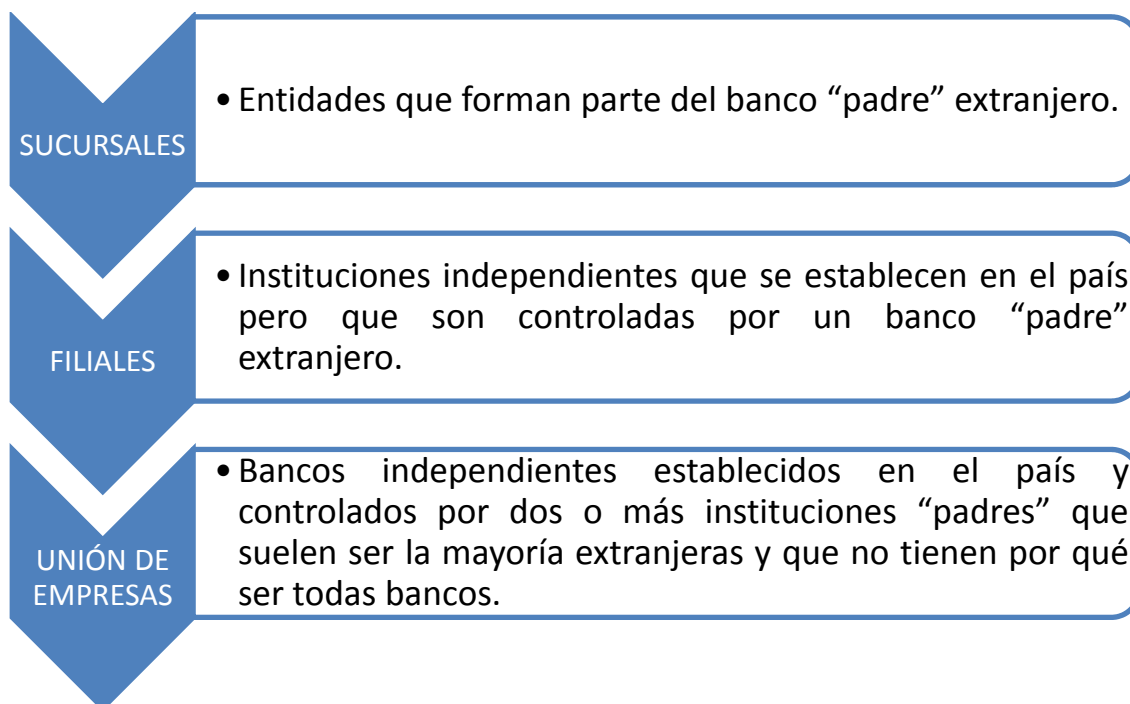 SUCURSALES
• Entidades que forman parte del banco “padre” extranjero.
FILIALES
• Instituciones independientes que se establecen en el país
pero que son controladas por un banco “padre”
extranjero.
UNIÓN DE
EMPRESAS
• Bancos independientes establecidos en el país y
controlados por dos o más instituciones “padres” que
suelen ser la mayoría extranjeras y que no tienen por qué
ser todas bancos.